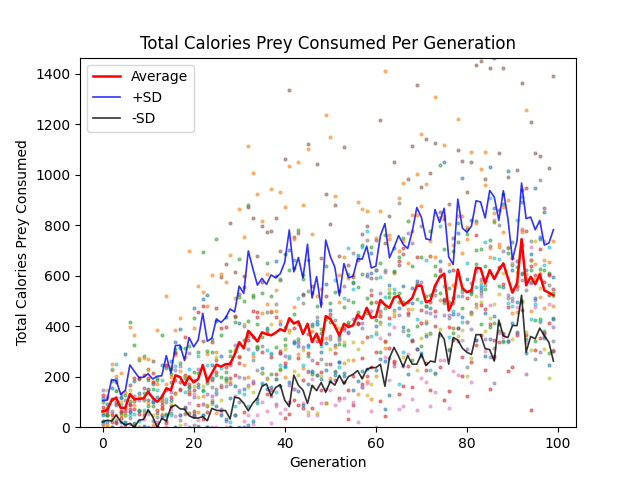 Total Calories Prey Consumed Per Generation
Average
+SD
-SD
Total Calories Prey Consumed
1400
1200
1000
800
600
400
200
0
0 20 40 60 80 100
Generation